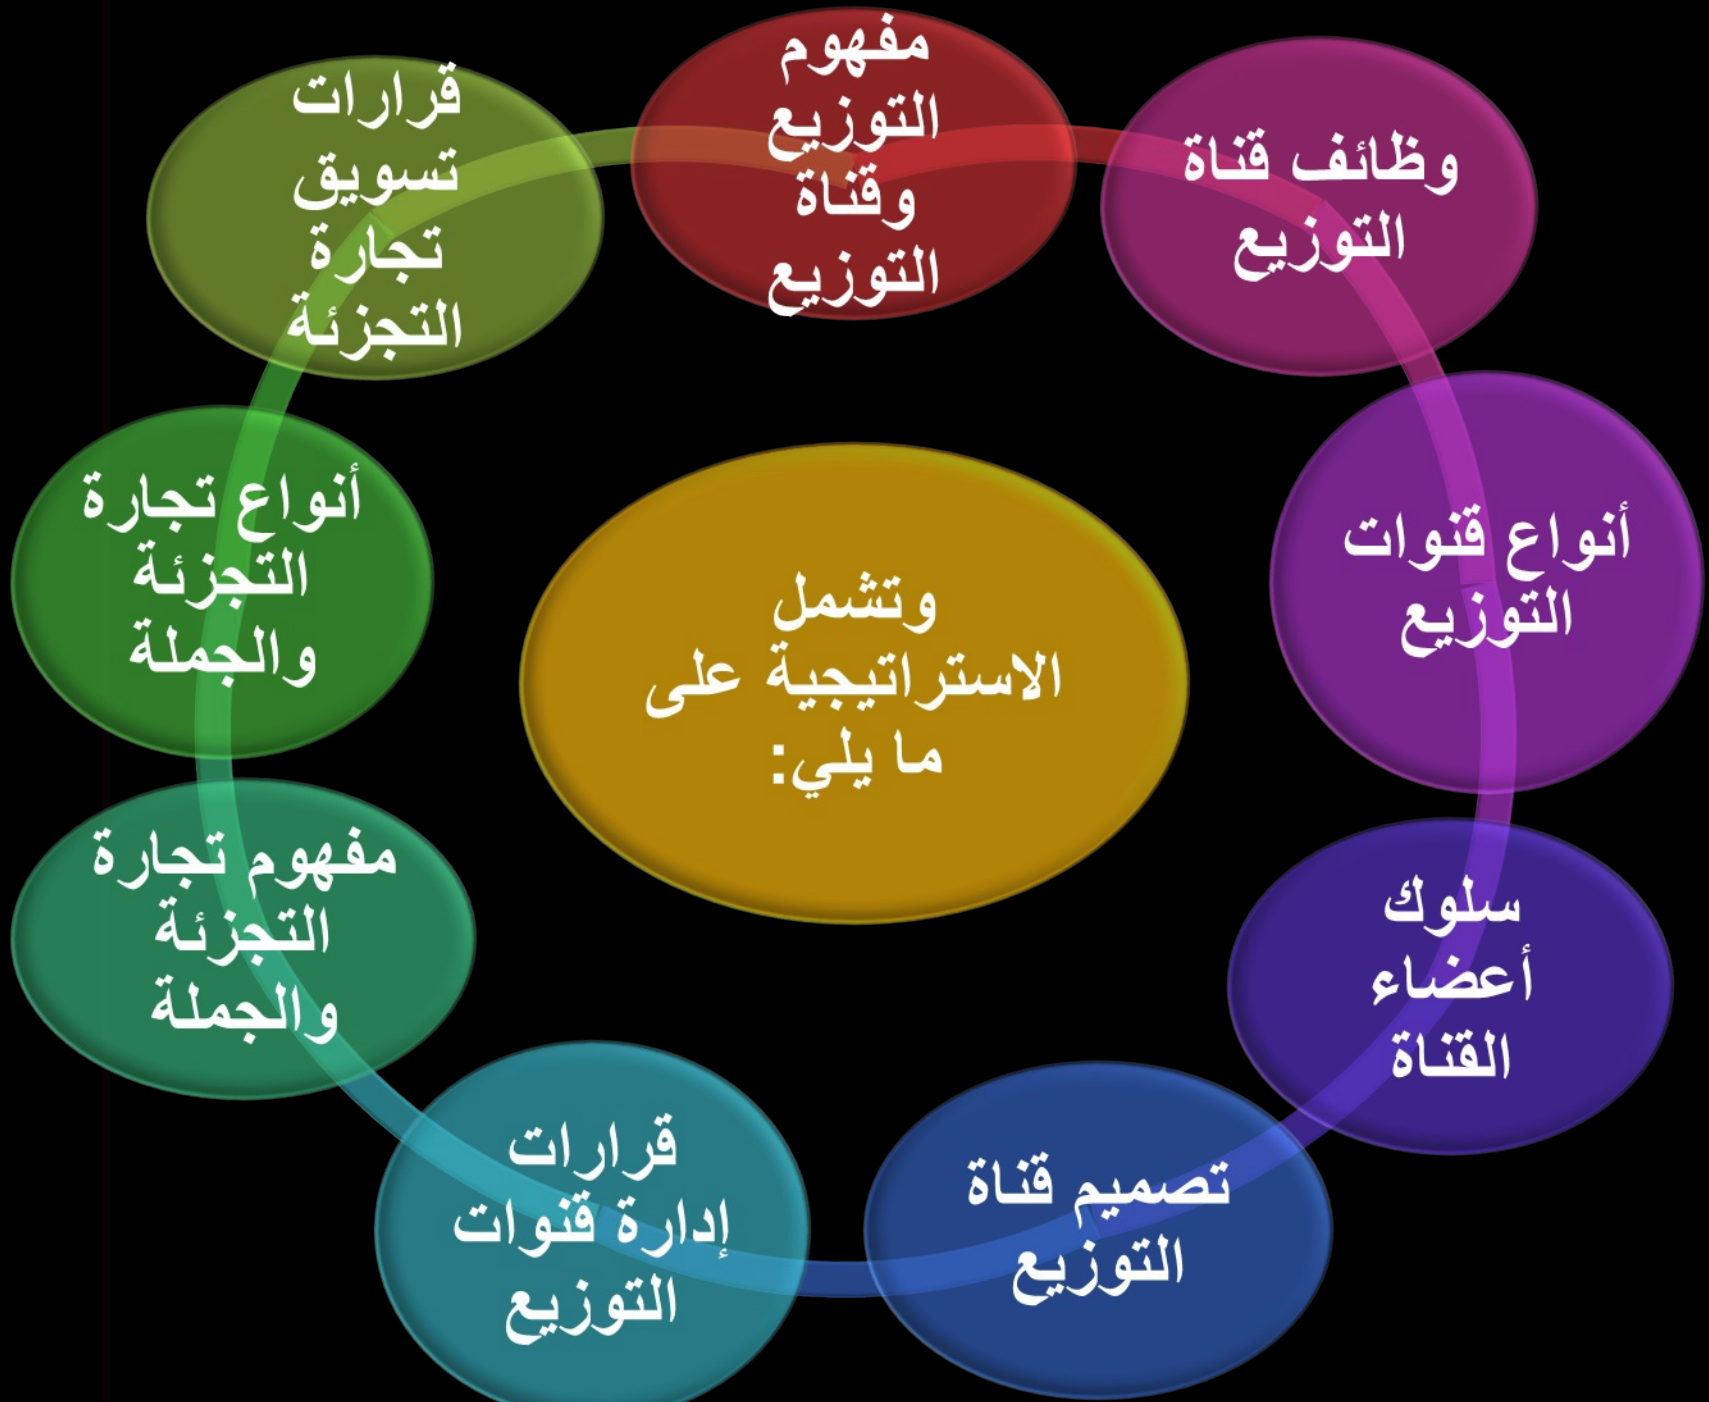 وتشمل
الاستراتيجية على
ما يلي:
مفهوم
التوزيع
وقناة
التوزيع
وظائف قناة
التوزيع
أنواع قنوات
التوزيع
سلوك
أعضاء
القناة
تصميم قناة
التوزيع
قرارات
إدارة قنوات
التوزيع
مفهوم تجارة
التجزئة
والجملة
أنواع تجارة
التجزئة
والجملة
قرارات
تسويق
تجارة
التجزئة